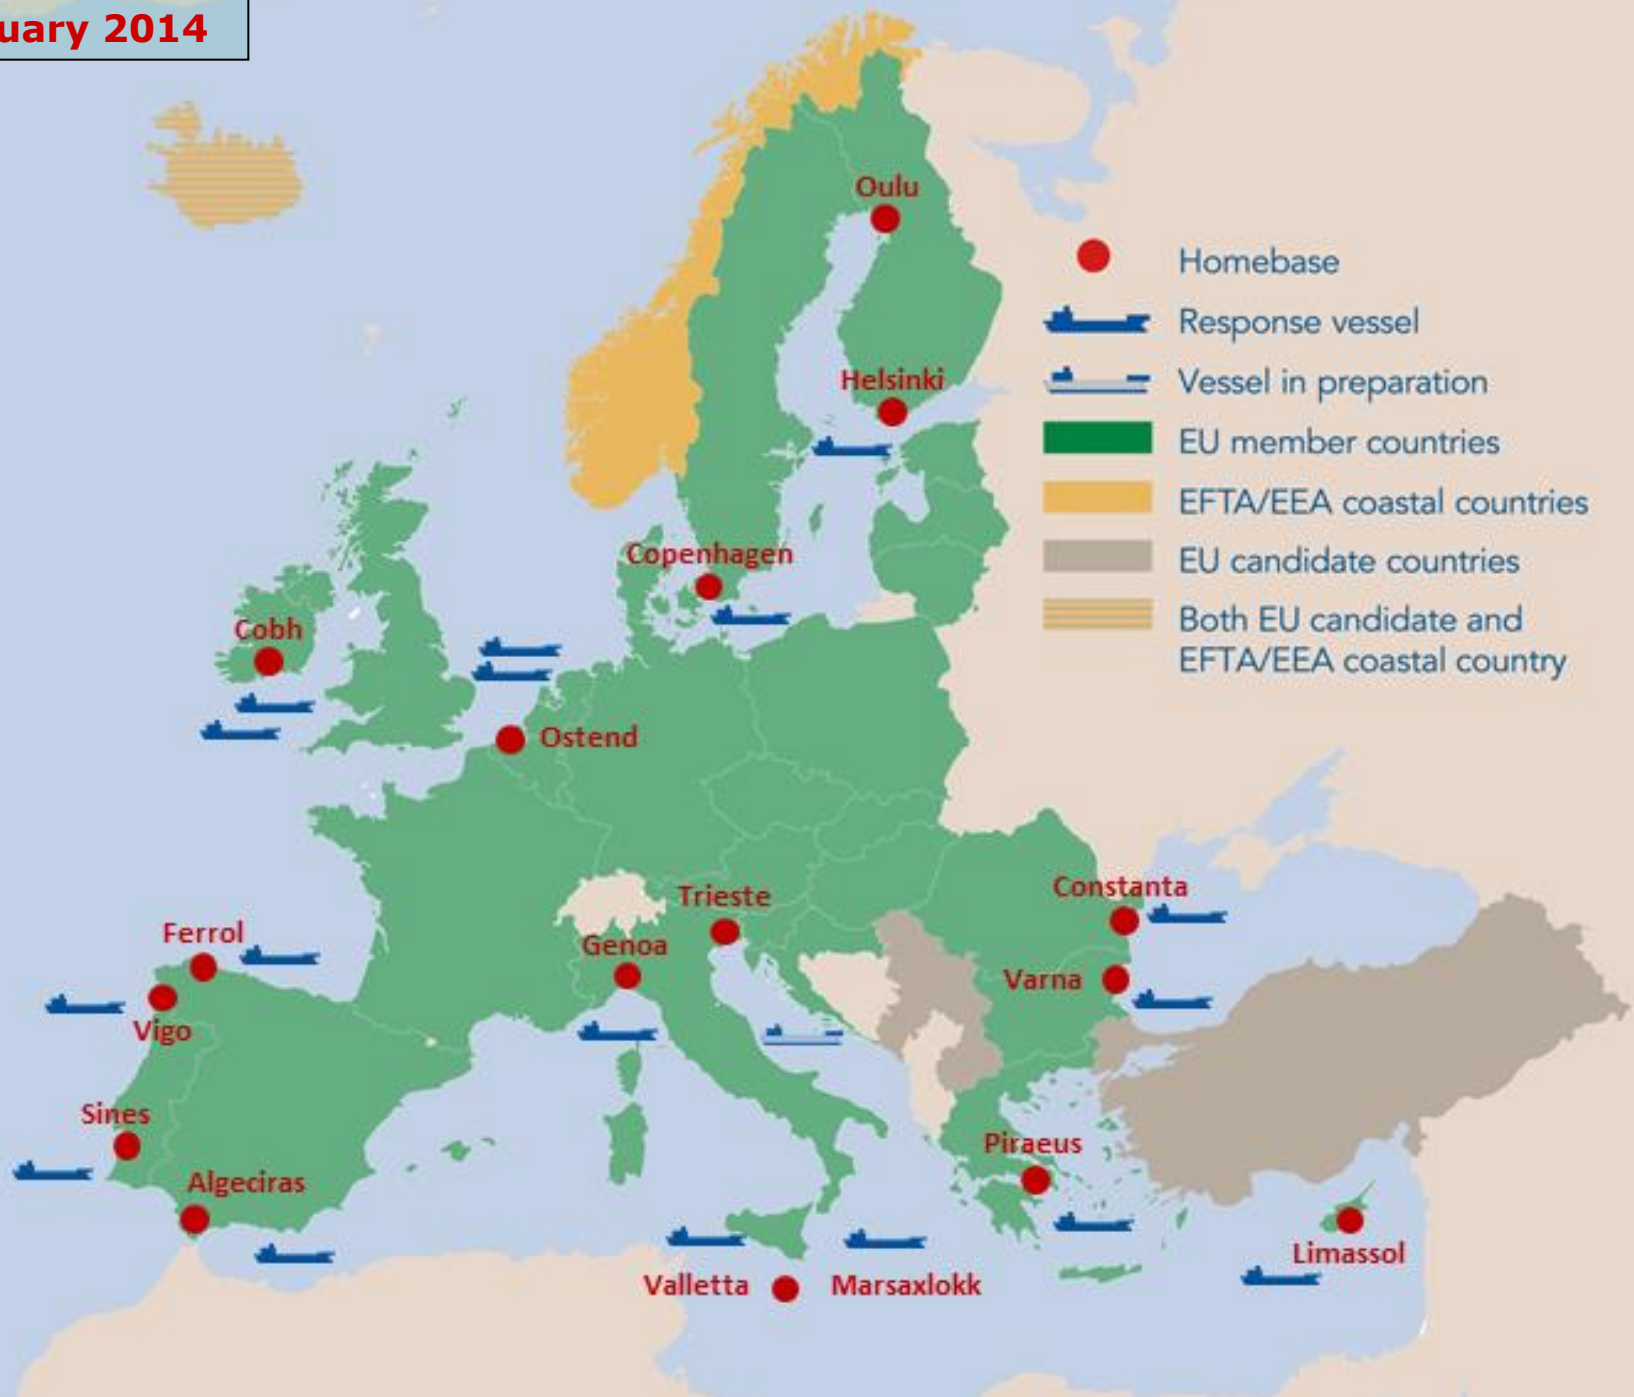 uary 2014
Oulu
Homebase
Response vessel
Helsinki
Vessel in preparation
EU member countries
EFTA/EEA coastal countries
Copenhagen
EU candidate countries
Both EU candidate and
EFTA/EEA coastal country
Cobh
Ostend
Constanta
Trieste
Ferrol
Genoa
Varna
Vigo
Sines
Piraeus
Algeciras
Limassol
Valletta
Marsaxlokk